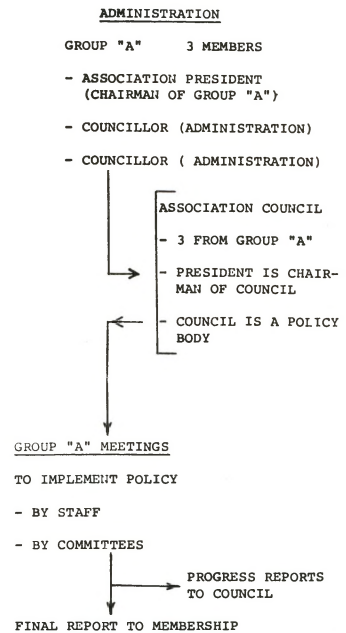 ADMINISTRATION
GROUP "A" 3 MEMBERS
- ASSOCIATION PRESIDENT
(CHAIRMAN OF GROUP "A")
- COUNCILLOR (ADMINISTRATION)
- COUNCILLOR ( ADMINISTRATION)
ASSOCIATION COUNCIL
- 3 FROM GROUP "A"
- PRESIDENT IS CHAIR-
MAN OF COUNCIL
- COUNCIL IS A POLICY
BODY
GROUP "A" MEETINGS
TO IMPLEMENT POLICY
- BY STAFF
- BY COMMITTEES
PROGRESS REPORTS
TO COUNCIL
FINAL REPORT TO MEMBERSHIP